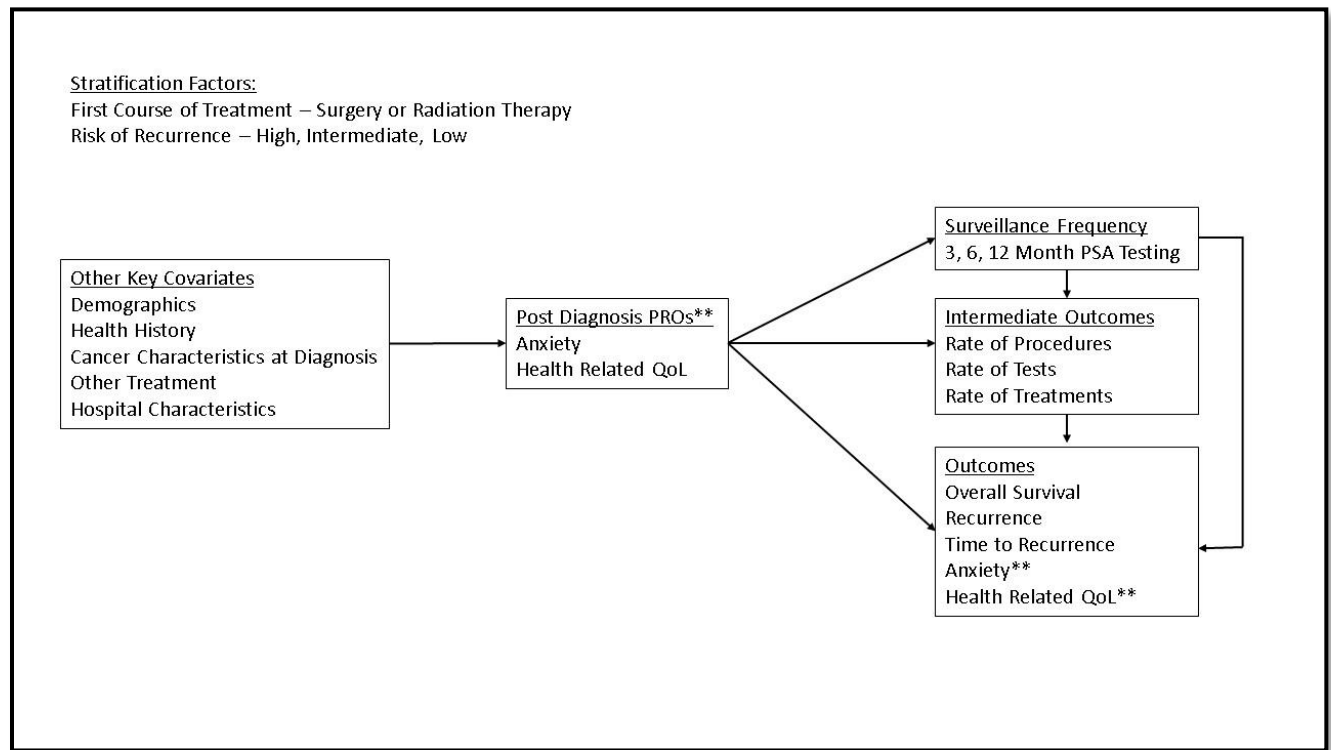 Stratification Factors:
First Course of Treatment – Surgery or Radiation Therapy
Risk of Recurrence – High, Intermediate, Low
Other Key Covariates
Demographics
Health History
Cancer Characteristics at Diagnosis
Other Treatment
Hospital Characteristics
Post Diagnosis PROs**
Anxiety
Health Related QoL
Surveillance Frequency
3, 6, 12 Month PSA Testing
Intermediate Outcomes
Rate of Procedures
Rate of Tests
Rate of Treatments
Outcomes
Overall Survival
Recurrence
Time to Recurrence
Anxiety**
Health Related QoL**